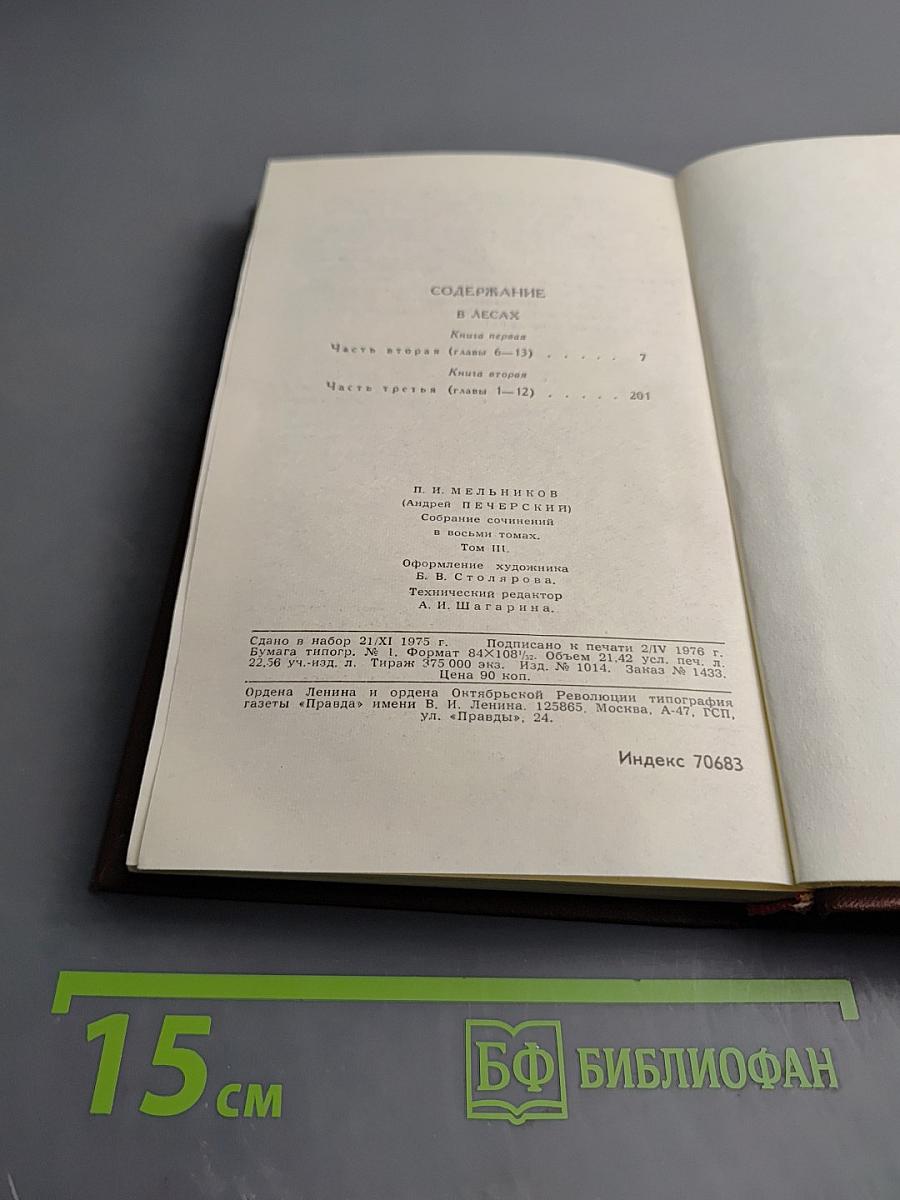 СОДЕРЖАНИЕ
В ЛЕСАХ
Книга первая
Часть вторая (главы 6—13) . . . . . 7
Книга вторая
Часть третья (главы 1—12) . . . . . 201
П. И. МЕЛЬНИКОВ
(Андрей ПЕЧЕРСКИЙ)
Собрание сочинений
в восьми томах.
Том III.
Оформление художника
Б. В. Столярова.
Технический редактор
А. И. Шагарина.
Сдано в набор 21/XI 1975 г. Подписано к печати 2/IV 1976 г.
Бумага типогр. № 1. Формат 84×108¹/₃₂. Объем 21,42 усл. печ. л.
22,56 уч.-изд. л. Тираж 375 000 экз. Изд. № 1014. Заказ № 1433.
Цена 90 коп.
Ордена Ленина и ордена Октябрьской Революции типография
газеты «Правда» имени В. И. Ленина. 125865, Москва, А-47, ГСП,
ул. «Правды», 24.
Индекс 70683
15 см
БФ БИБЛИОФАН